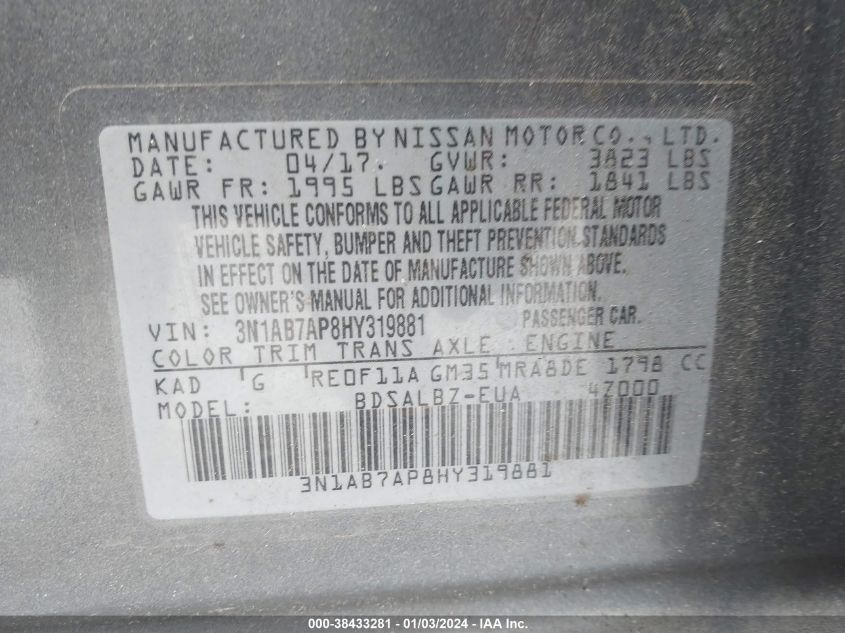 MANUFACTURED BY NISSAN MOTOR CO., LTD.
DATE: 04/17. GVWR: 3823 LBS
GAWR FR: 1995 LBS GAWR RR: 1841 LBS
THIS VEHICLE CONFORMS TO ALL APPLICABLE FEDERAL MOTOR
VEHICLE SAFETY, BUMPER AND THEFT PREVENTION STANDARDS
IN EFFECT ON THE DATE OF MANUFACTURE SHOWN ABOVE.
SEE OWNER'S MANUAL FOR ADDITIONAL INFORMATION.
VIN: 3N1AB7AP8HY319881 PASSENGER CAR.
COLOR TRIM TRANS AXLE ENGINE
KAD G RE0F11A GM35 MRA8DE 1798 CC
MODEL: BDSALBZ-EUA 47000
3N1AB7AP8HY319881
000-38433281 - 01/03/2024 - IAA Inc.